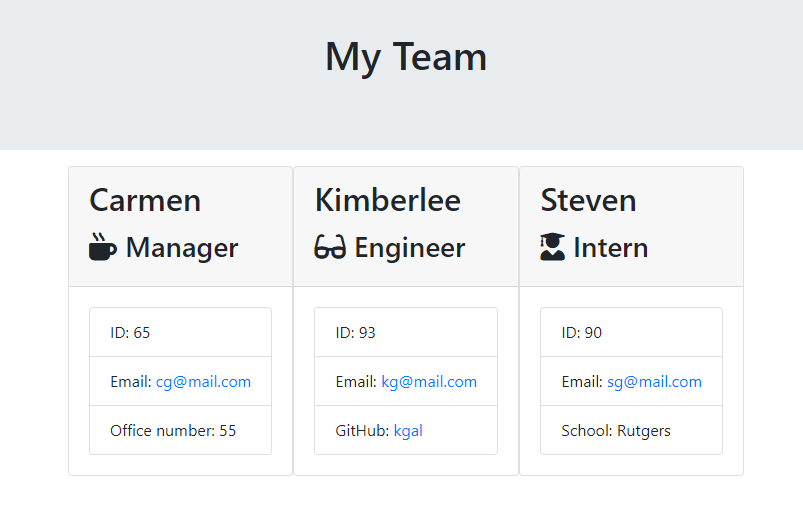 My Team
Carmen
Manager
ID: 65
Email: cg@mail.com
Office number: 55
Kimberlee
Engineer
ID: 93
Email: kg@mail.com
GitHub: kgal
Steven
Intern
ID: 90
Email: sg@mail.com
School: Rutgers